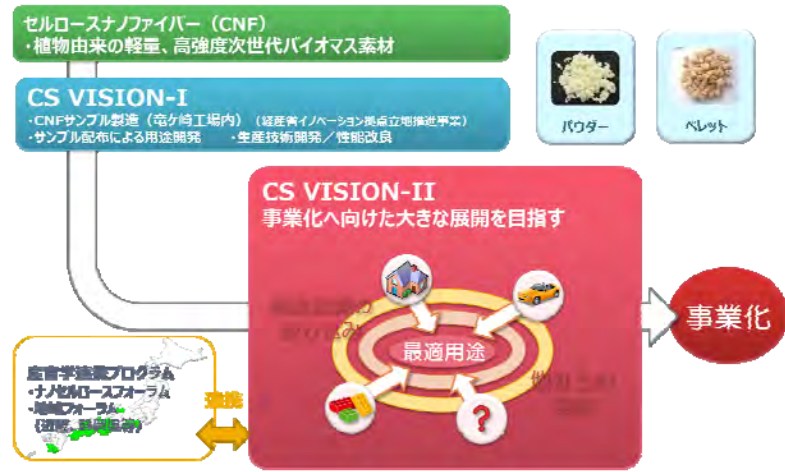 セルロースナノファイバー（CNF）
・植物由来の軽量、高強度次世代バイオマス素材
CS VISION-I
・CNFサンプル製造（竜ケ崎工場内）（経産省イノベーション拠点立地推進事業）
・サンプル配布による用途開発　・生産技術開発／性能改良
パウダー
ペレット
CS VISION-II
事業化へ向けた大きな展開を目指す
最適用途
?
事業化
産官学連携プログラム
・ナノセルロースフォーラム
・地域フォーラム
連携